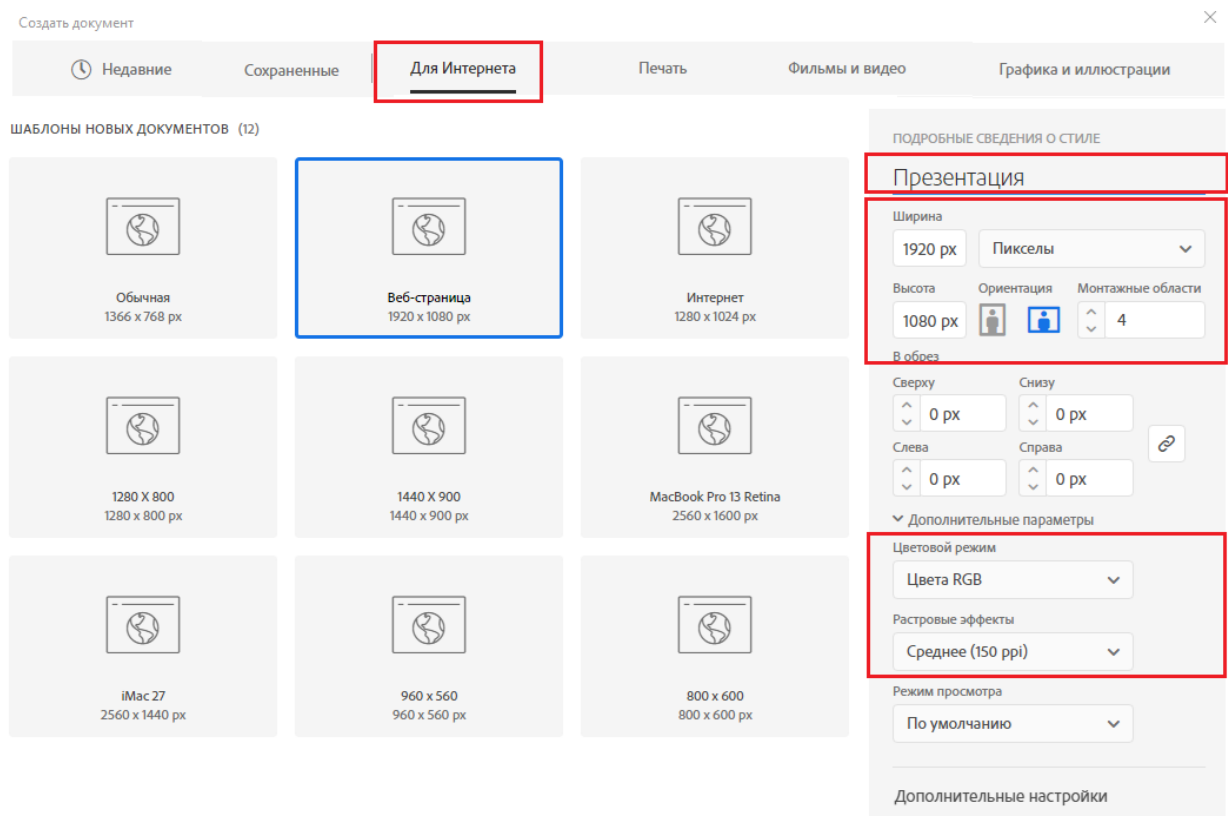 Создать документ
Недавние
Сохраненные
Для Интернета
Печать
Фильмы и видео
Графика и иллюстрации
ШАБЛОНЫ НОВЫХ ДОКУМЕНТОВ (12)
Обычная
1366 x 768 px
Веб-страница
1920 x 1080 px
Интернет
1280 x 1024 px
1280 X 800
1280 x 800 px
1440 X 900
1440 x 900 px
MacBook Pro 13 Retina
2560 x 1600 px
iMac 27
2560 x 1440 px
960 x 560
960 x 560 px
800 x 600
800 x 600 px
ПОДРОБНЫЕ СВЕДЕНИЯ О СТИЛЕ
Презентация
Ширина
1920 px Пикселы
Высота Ориентация Монтажные области
1080 px 4
В обрез
Сверху Снизу
0 px 0 px
Слева Справа
0 px 0 px
Дополнительные параметры
Цветовой режим
Цвета RGB
Растровые эффекты
Среднее (150 ppi)
Режим просмотра
По умолчанию
Дополнительные настройки